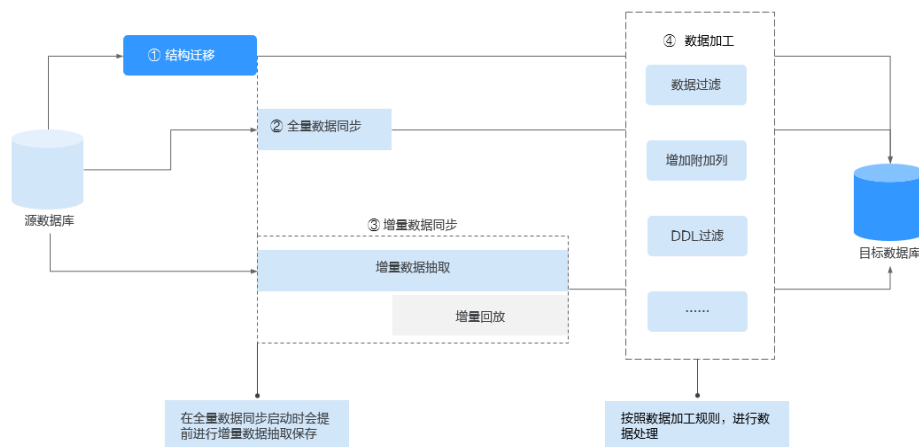 ① 结构迁移
④ 数据加工
数据过滤
② 全量数据同步
增加附加列
源数据库
③ 增量数据同步
DDL过滤
目标数据库
增量数据抽取
增量回放
......
在全量数据同步启动时会提
前进行增量数据抽取保存
按照数据加工规则，进行数
据处理